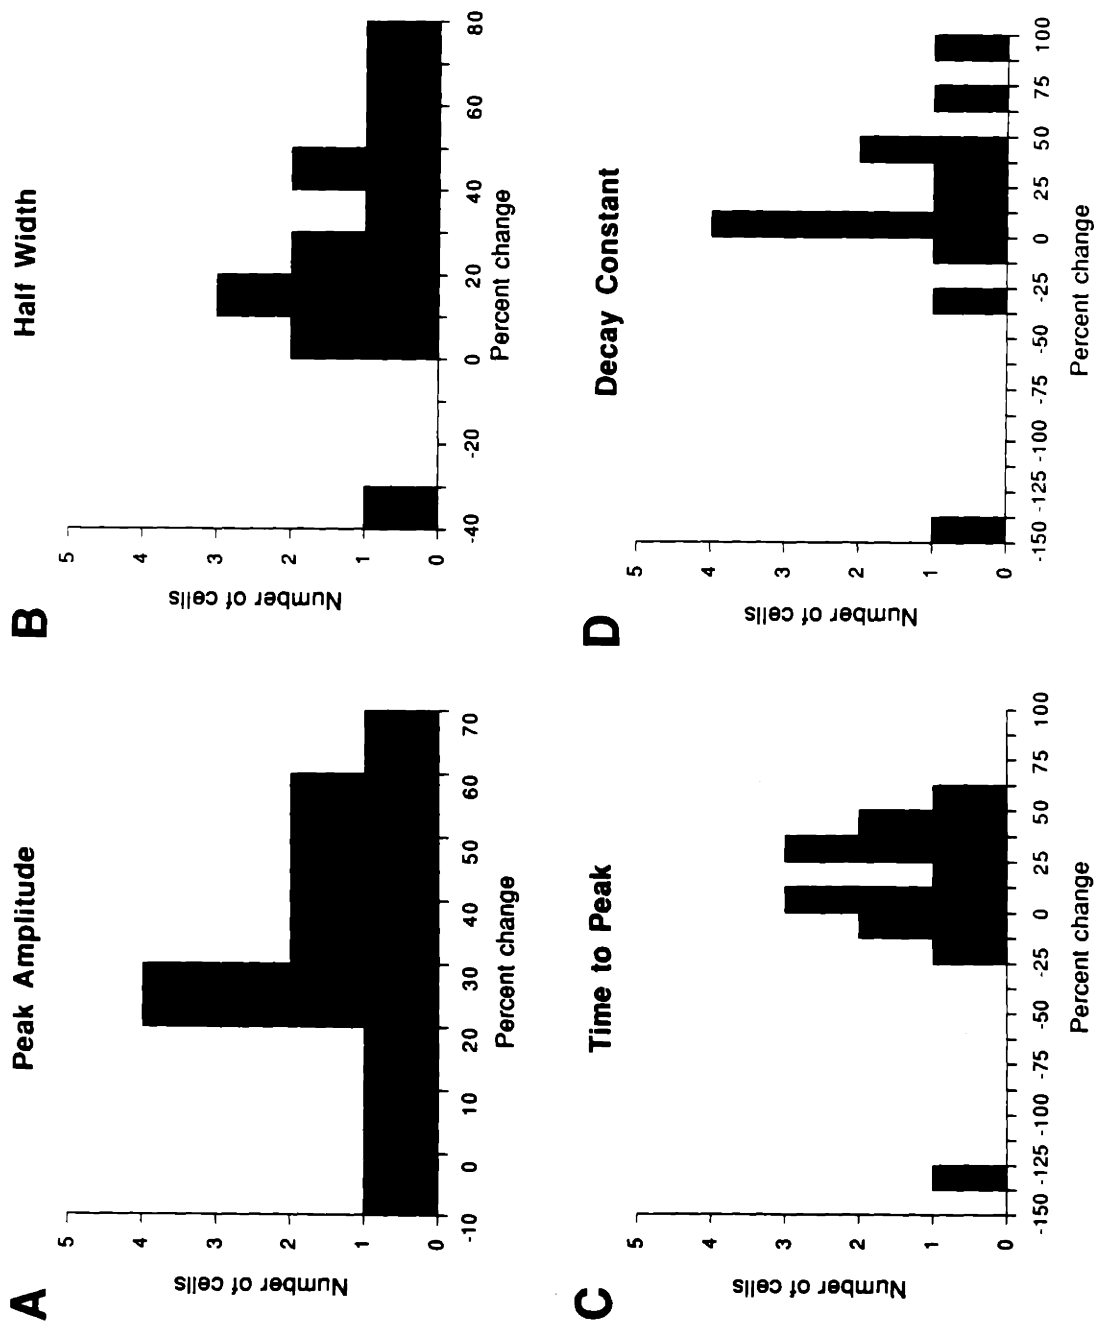 A
Peak Amplitude
Number of cells
5
4
3
2
1
0
-10 0 10 20 30 40 50 60 70
Percent change
B
Half Width
Number of cells
5
4
3
2
1
0
-40 -20 0 20 40 60 80
Percent change
C
Time to Peak
Number of cells
5
4
3
2
1
0
-150 -125 -100 -75 -50 -25 0 25 50 75 100
Percent change
D
Decay Constant
Number of cells
5
4
3
2
1
0
-150 -125 -100 -75 -50 -25 0 25 50 75 100
Percent change